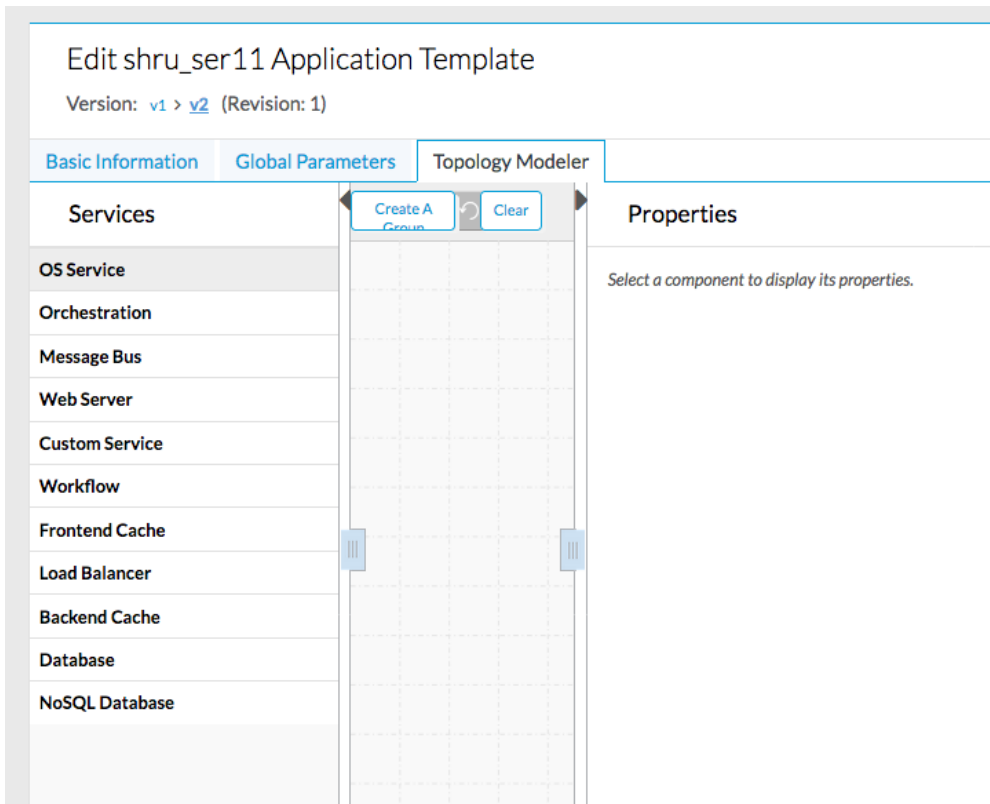 Edit shru_ser11 Application Template
Version: v1 > v2 (Revision: 1)
Basic Information Global Parameters Topology Modeler
Services
Create A
Group
Clear
Properties
OS Service
Select a component to display its properties.
Orchestration
Message Bus
Web Server
Custom Service
Workflow
Frontend Cache
Load Balancer
Backend Cache
Database
NoSQL Database